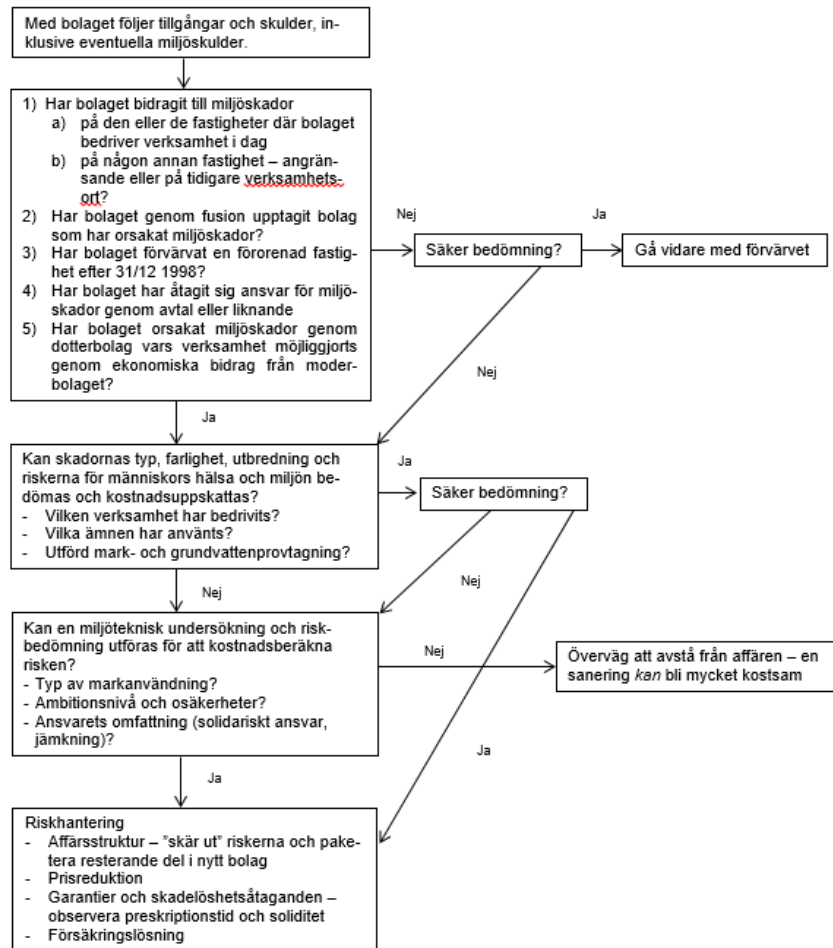 Med bolaget följer tillgångar och skulder, in-
klusive eventuella miljöskulder.
1) Har bolaget bidragit till miljöskador
a) på den eller de fastigheter där bolaget
bedriver verksamhet i dag
b) på någon annan fastighet – angrän-
sande eller på tidigare verksamhets-
ort?
2) Har bolaget genom fusion upptagit bolag
som har orsakat miljöskador?
3) Har bolaget förvärvat en förorenad fastig-
het efter 31/12 1998?
4) Har bolaget har åtagit sig ansvar för miljö-
skador genom avtal eller liknande
5) Har bolaget orsakat miljöskador genom
dotterbolag vars verksamhet möjliggjorts
genom ekonomiska bidrag från moder-
bolaget?
Nej
Säker bedömning?
Ja
Gå vidare med förvärvet
Nej
Ja
Kan skadornas typ, farlighet, utbredning och
riskerna för människors hälsa och miljön be-
dömas och kostnadsuppskattas?
- Vilken verksamhet har bedrivits?
- Vilka ämnen har använts?
- Utförd mark- och grundvattenprovtagning?
Ja
Säker bedömning?
Nej
Nej
Kan en miljöteknisk undersökning och risk-
bedömning utföras för att kostnadsberäkna
risken?
- Typ av markanvändning?
- Ambitionsnivå och osäkerheter?
- Ansvarets omfattning (solidariskt ansvar,
jämkning)?
Nej
Överväg att avstå från affären – en
sanering kan bli mycket kostsam
Ja
Ja
Riskhantering
- Affärsstruktur – ”skär ut” riskerna och pake-
tera resterande del i nytt bolag
- Prisreduktion
- Garantier och skadelöshetsåtaganden –
observera preskriptionstid och soliditet
- Försäkringslösning